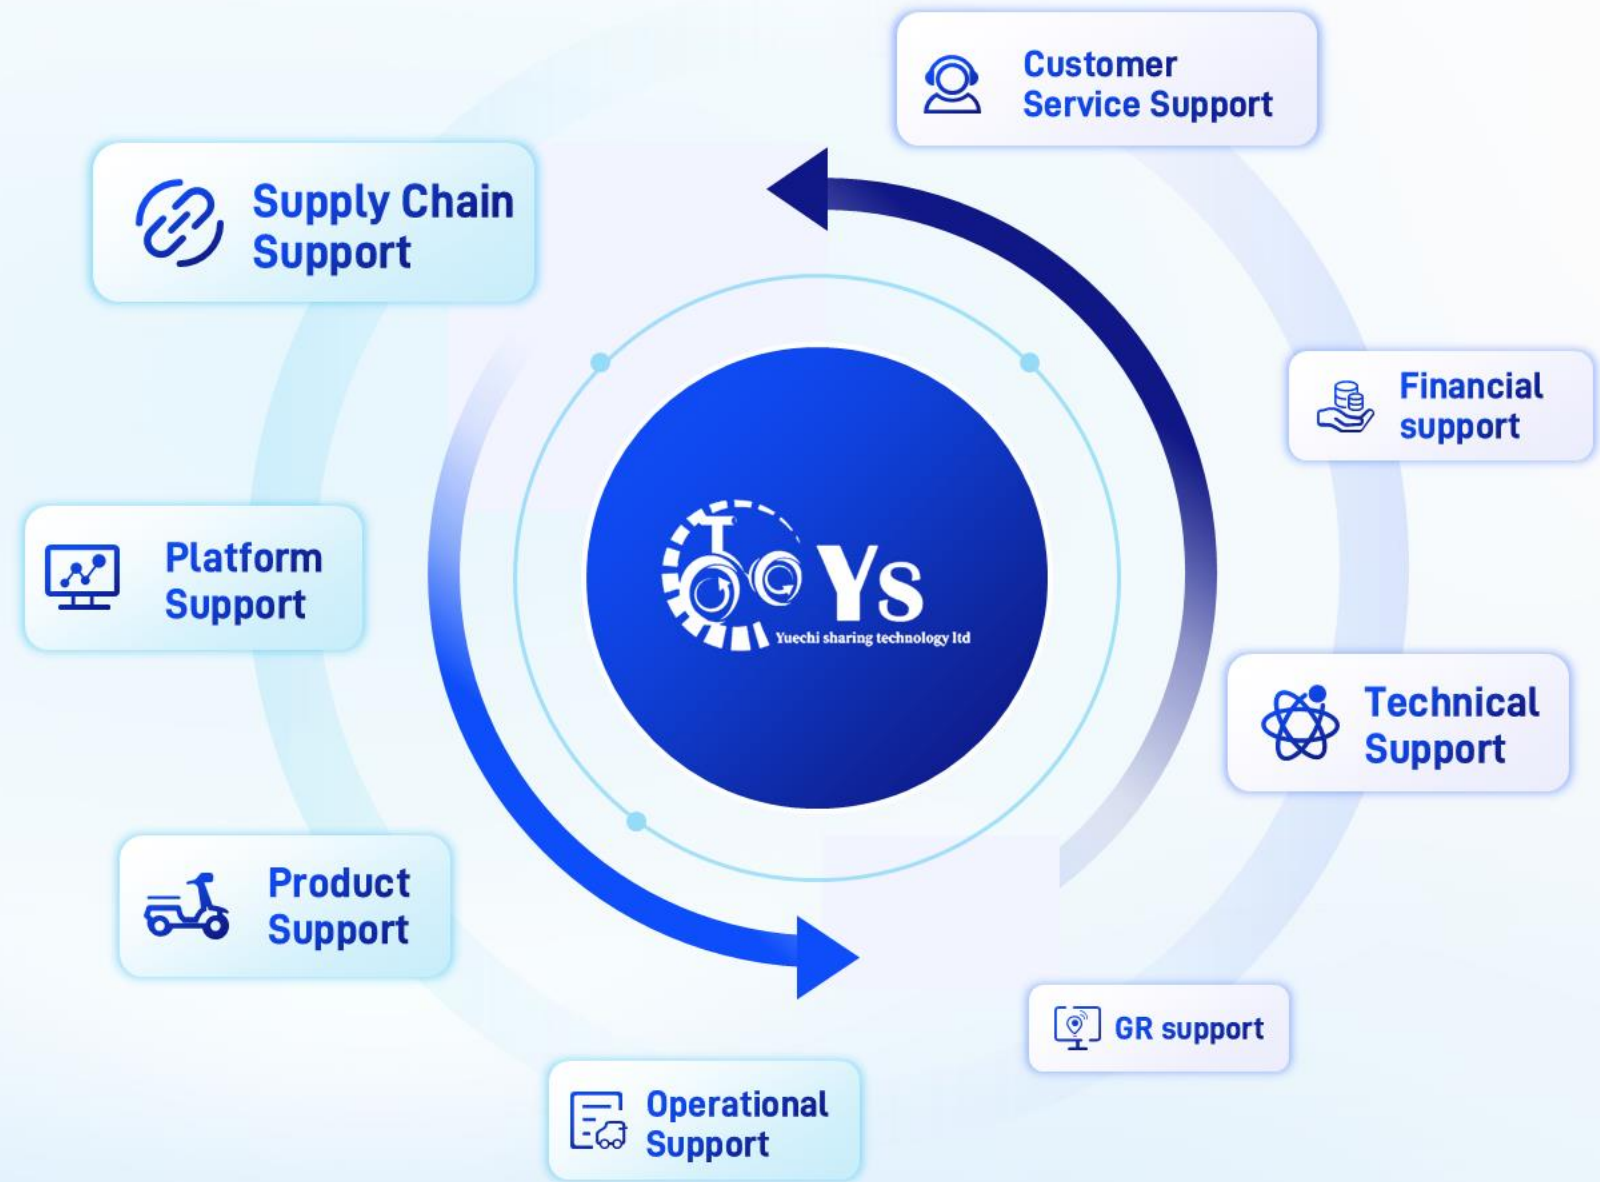 Customer
Service Support
Supply Chain
Support
Financial
support
Platform
Support
Ys
Yuechi sharing technology ltd
Technical
Support
Product
Support
GR support
Operational
Support